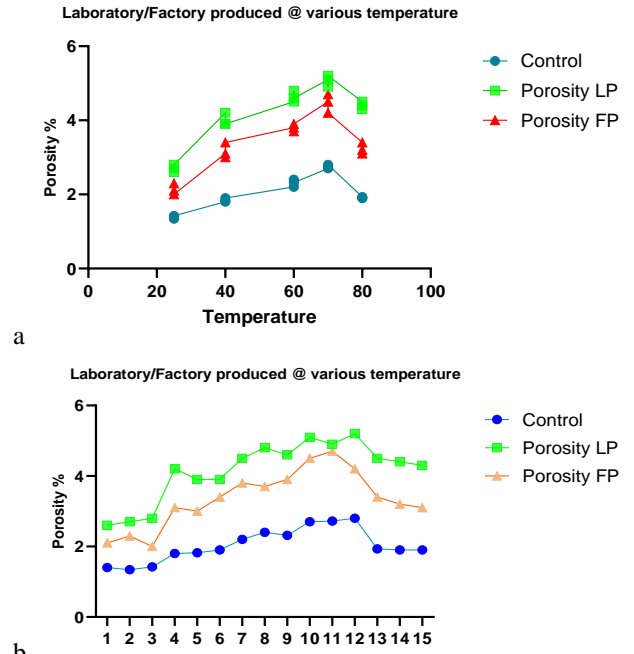 Laboratory/Factory produced @ various temperature
6
4
2
0
Porosity %
0 20 40 60 80 100
Temperature
Control
Porosity LP
Porosity FP
a
Laboratory/Factory produced @ various temperature
6
4
2
0
Porosity %
1 2 3 4 5 6 7 8 9 10 11 12 13 14 15
Control
Porosity LP
Porosity FP
b